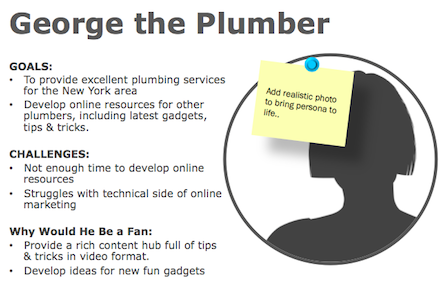 George the Plumber
GOALS:
• To provide excellent plumbing services
for the New York area
• Develop online resources for other
plumbers, including latest gadgets,
tips & tricks.
CHALLENGES:
• Not enough time to develop online
resources
• Struggles with technical side of online
marketing
Why Would He Be a Fan:
• Provide a rich content hub full of tips
& tricks in video format.
• Develop ideas for new fun gadgets
Add realistic photo
to bring persona to
life..